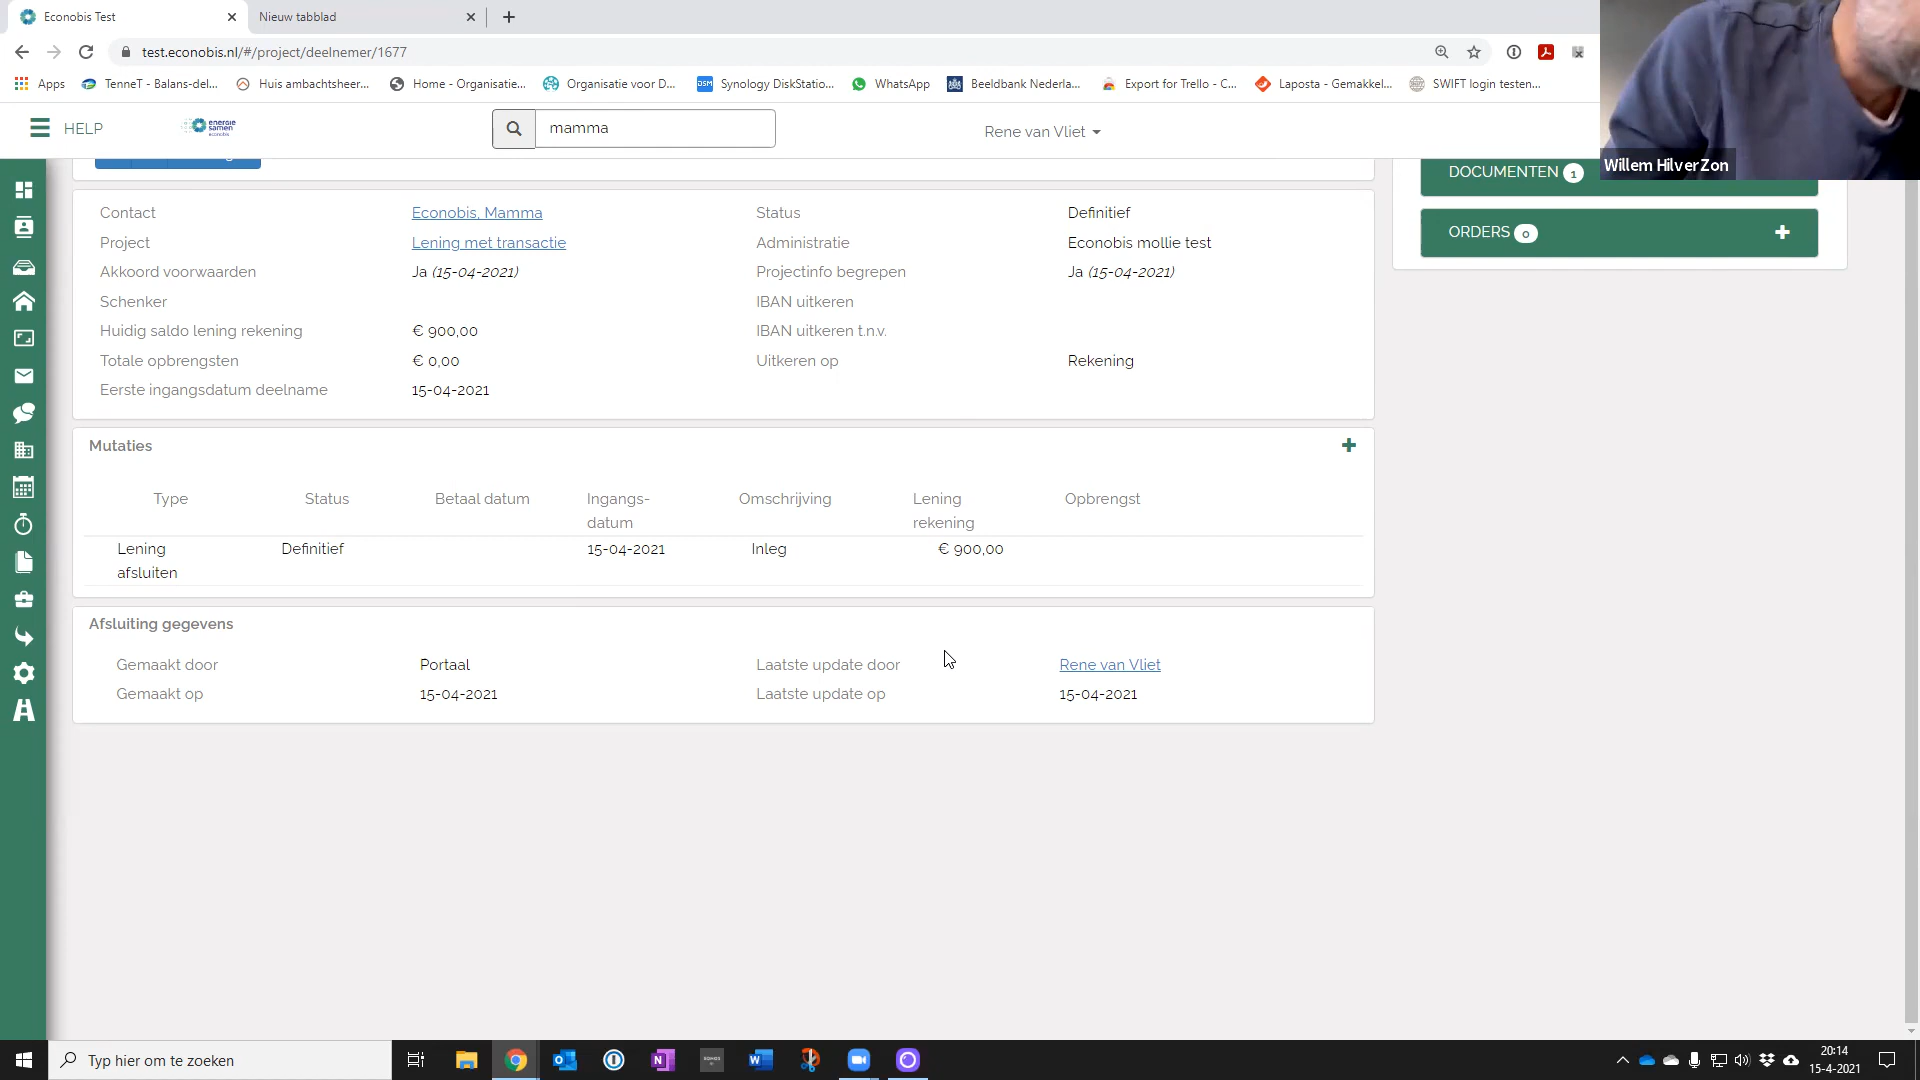 Econobis Test
Nieuw tabblad
test.econobis.nl/#/project/deelnemer/1677
Apps
TenneT - Balans-del...
Huis ambachtsheer...
Home - Organisatie...
Organisatie voor D...
DSM
Synology DiskStatio...
WhatsApp
Beeldbank Nederla...
Export for Trello - C...
Laposta - Gemakkel...
SWIFT login testen...
HELP
energie
samen
econobis
mamma
Rene van Vliet
Willem HilverZon
DOCUMENTEN 1
ORDERS 0
Contact Econobis, Mamma Status Definitief
Project Lening met transactie Administratie Econobis mollie test
Akkoord voorwaarden Ja (15-04-2021) Projectinfo begrepen Ja (15-04-2021)
Schenker IBAN uitkeren
Huidig saldo lening rekening € 900,00 IBAN uitkeren t.n.v.
Totale opbrengsten € 0,00 Uitkeren op Rekening
Eerste ingangsdatum deelname 15-04-2021
Mutaties
Type Status Betaal datum Ingangs- Omschrijving Lening Opbrengst
datum rekening
Lening Definitief 15-04-2021 Inleg € 900,00
afsluiten
Afsluiting gegevens
Gemaakt door Portaal Laatste update door Rene van Vliet
Gemaakt op 15-04-2021 Laatste update op 15-04-2021
Typ hier om te zoeken
20:14
15-4-2021